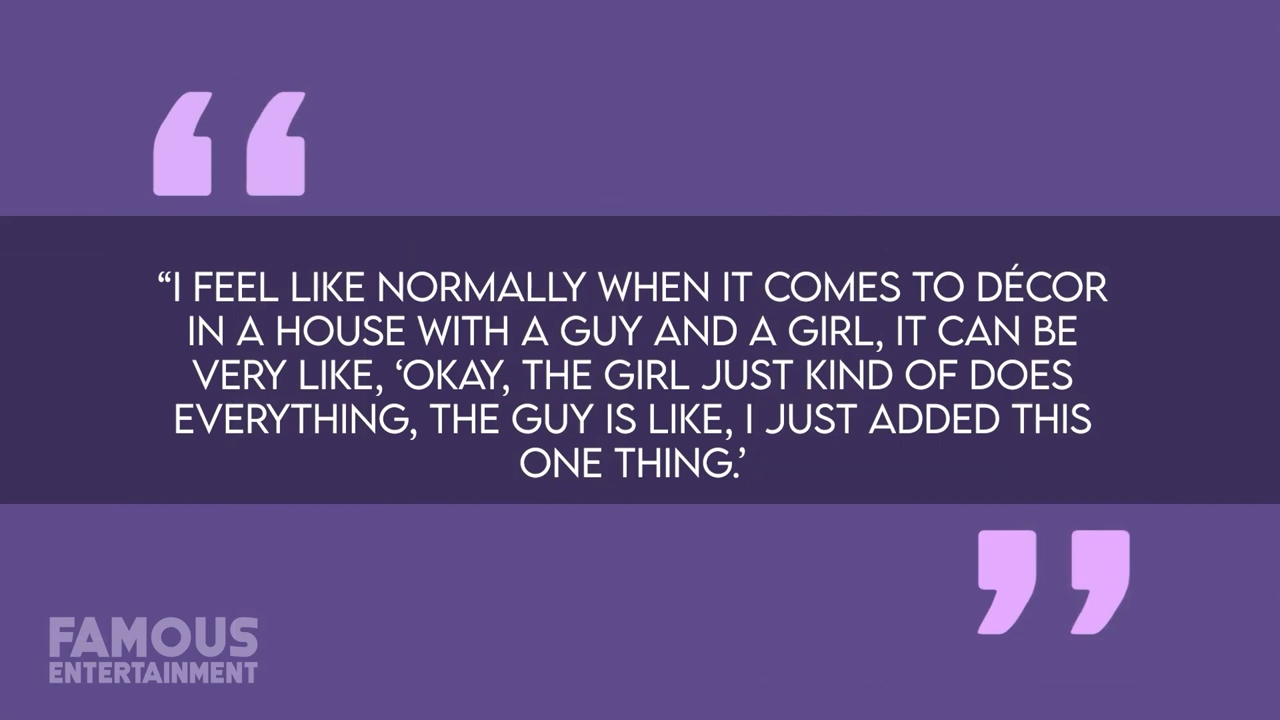 “I FEEL LIKE NORMALLY WHEN IT COMES TO DÉCOR
IN A HOUSE WITH A GUY AND A GIRL, IT CAN BE
VERY LIKE, ‘OKAY, THE GIRL JUST KIND OF DOES
EVERYTHING, THE GUY IS LIKE, I JUST ADDED THIS
ONE THING.’
FAMOUS
ENTERTAINMENT